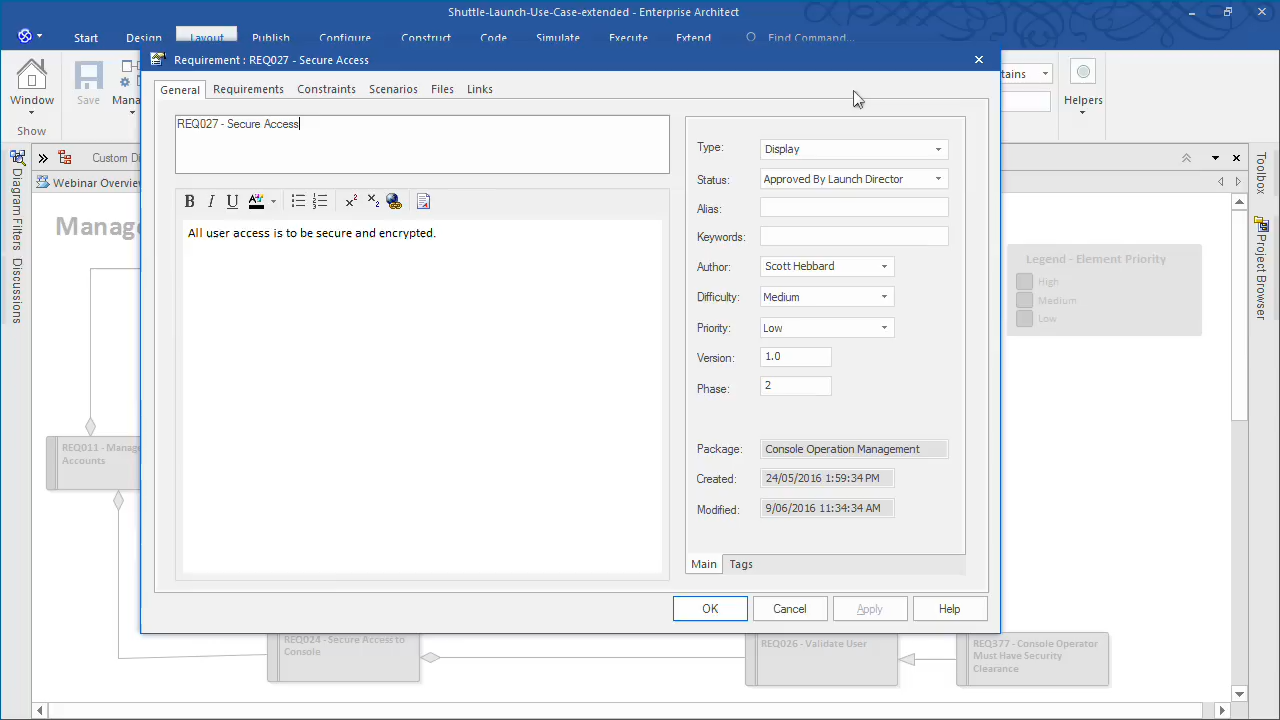 Shuttle-Launch-Use-Case-extended - Enterprise Architect
Start Design Layout Publish Configure Construct Code Simulate Execute Extend Find Command...
Requirement : REQ027 - Secure Access
General Requirements Constraints Scenarios Files Links
Window
Save
Show
Helpers
Custom
Webinar Overview
Diagram Filters
Discussions
Toolbox
Project Browser
REQ027 - Secure Access
B I U
All user access is to be secure and encrypted.
Type: Display
Status: Approved By Launch Director
Alias:
Keywords:
Author: Scott Hebbard
Difficulty: Medium
Priority: Low
Version: 1.0
Phase: 2
Package: Console Operation Management
Created: 24/05/2016 1:59:34 PM
Modified: 9/06/2016 11:34:34 AM
Main Tags
OK Cancel Apply Help
Legend - Element Priority
High
Medium
Low
REQ011 - Manage
Accounts
REQ024 - Secure Access to
Console
REQ026 - Validate User
REQ377 - Console Operator
Must Have Security
Clearance